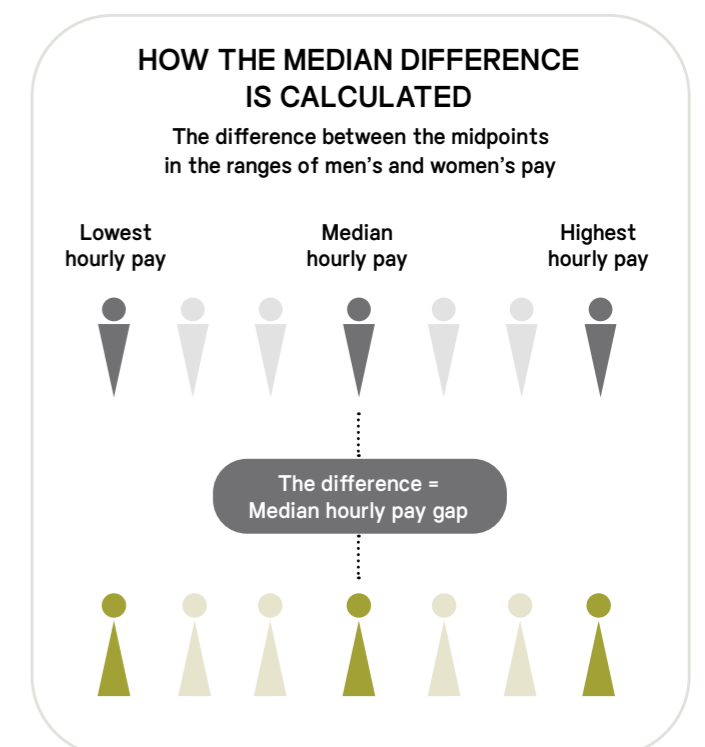 HOW THE MEDIAN DIFFERENCE
IS CALCULATED
The difference between the midpoints
in the ranges of men’s and women’s pay
Lowest
hourly pay
Median
hourly pay
Highest
hourly pay
The difference =
Median hourly pay gap